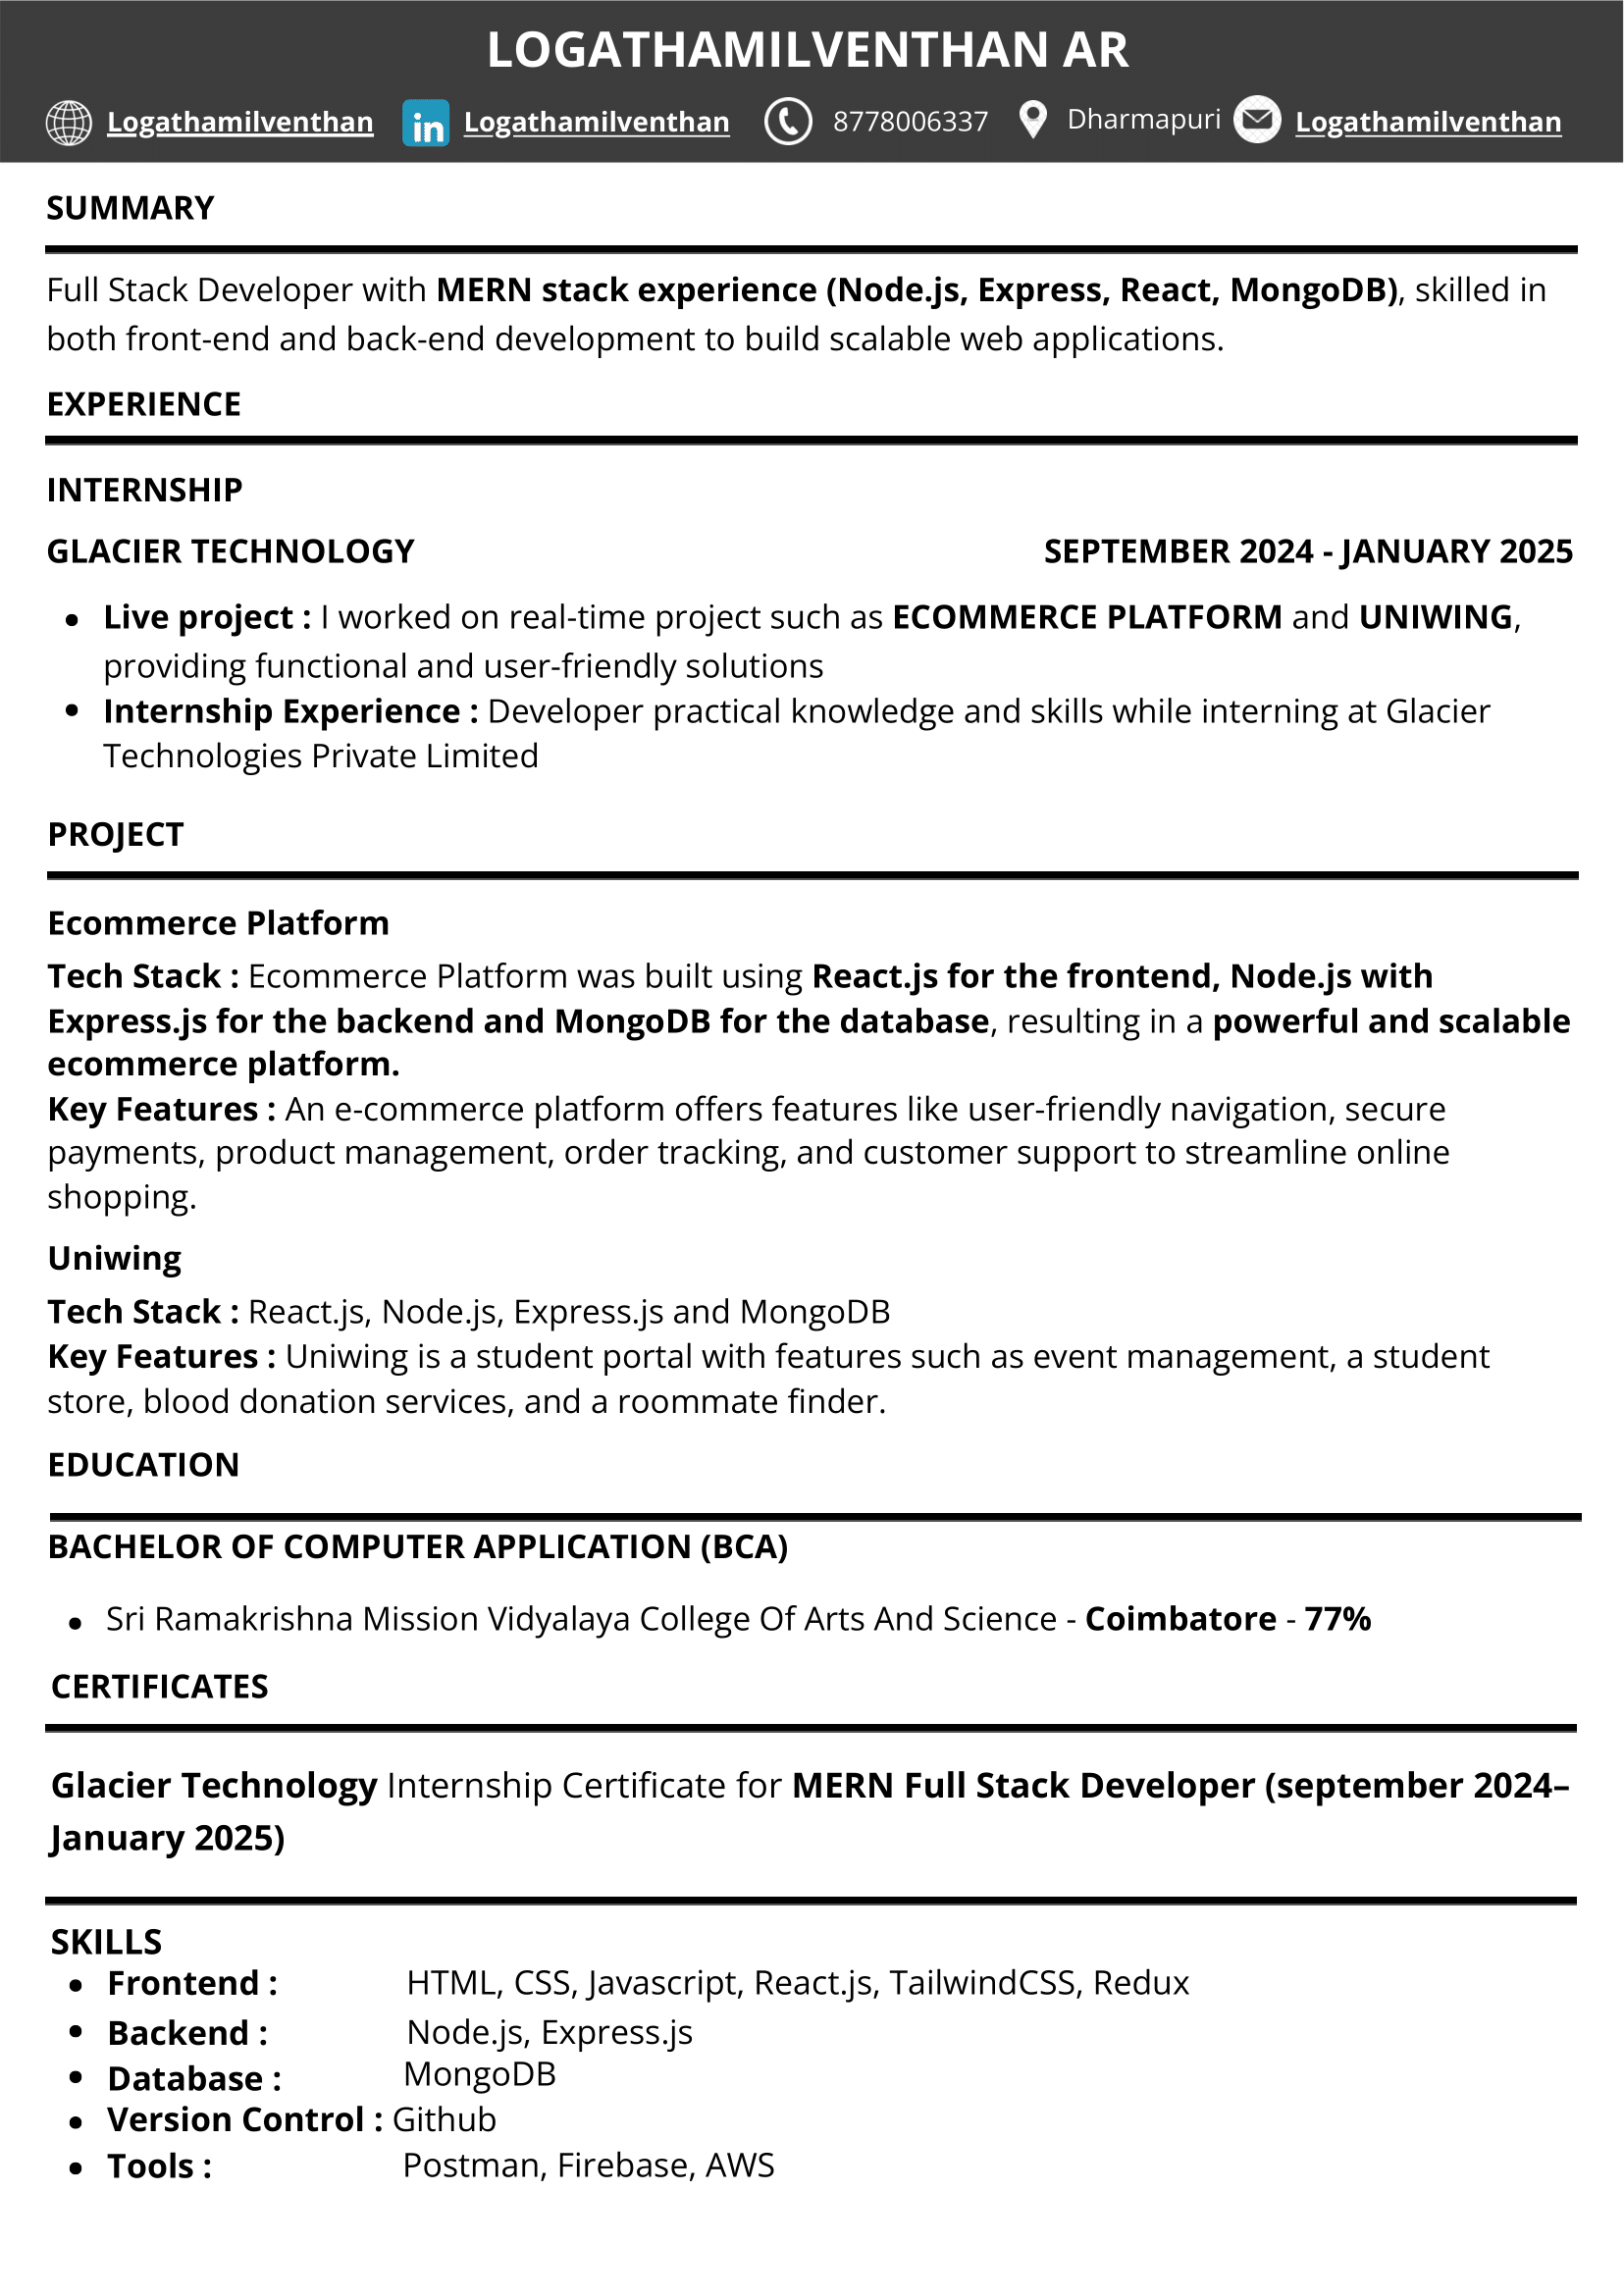 LOGATHAMILVENTHAN AR
Logathamilventhan Logathamilventhan 8778006337 Dharmapuri Logathamilventhan
SUMMARY
Full Stack Developer with MERN stack experience (Node.js, Express, React, MongoDB), skilled in
both front-end and back-end development to build scalable web applications.
EXPERIENCE
INTERNSHIP
GLACIER TECHNOLOGY SEPTEMBER 2024 - JANUARY 2025
• Live project : I worked on real-time project such as ECOMMERCE PLATFORM and UNIWING,
providing functional and user-friendly solutions
• Internship Experience : Developer practical knowledge and skills while interning at Glacier
Technologies Private Limited
PROJECT
Ecommerce Platform
Tech Stack : Ecommerce Platform was built using React.js for the frontend, Node.js with
Express.js for the backend and MongoDB for the database, resulting in a powerful and scalable
ecommerce platform.
Key Features : An e-commerce platform offers features like user-friendly navigation, secure
payments, product management, order tracking, and customer support to streamline online
shopping.
Uniwing
Tech Stack : React.js, Node.js, Express.js and MongoDB
Key Features : Uniwing is a student portal with features such as event management, a student
store, blood donation services, and a roommate finder.
EDUCATION
BACHELOR OF COMPUTER APPLICATION (BCA)
• Sri Ramakrishna Mission Vidyalaya College Of Arts And Science - Coimbatore - 77%
CERTIFICATES
Glacier Technology Internship Certificate for MERN Full Stack Developer (september 2024–
January 2025)
SKILLS
• Frontend : HTML, CSS, Javascript, React.js, TailwindCSS, Redux
• Backend : Node.js, Express.js
• Database : MongoDB
• Version Control : Github
• Tools : Postman, Firebase, AWS